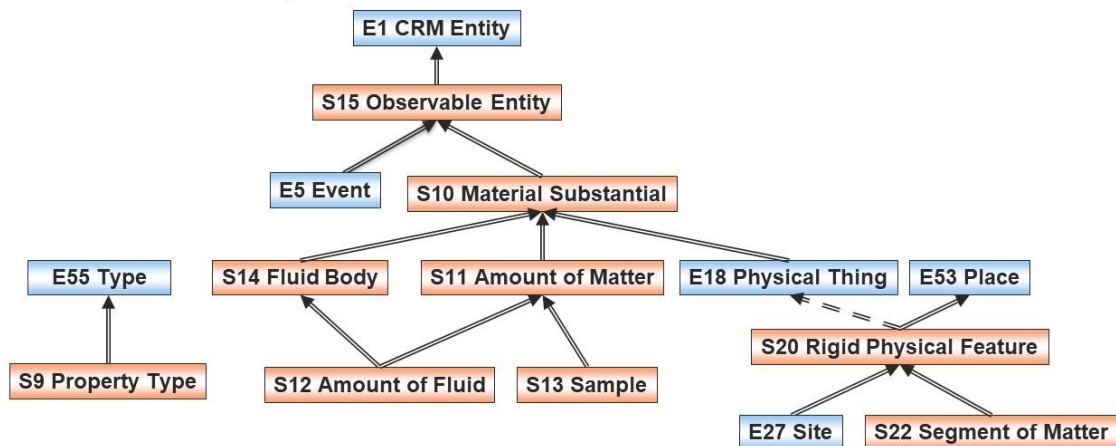 E1 CRM Entity
S15 Observable Entity
E5 Event
S10 Material Substantial
E55 Type
S14 Fluid Body
S11 Amount of Matter
E18 Physical Thing
E53 Place
S20 Rigid Physical Feature
S9 Property Type
S12 Amount of Fluid
S13 Sample
E27 Site
S22 Segment of Matter